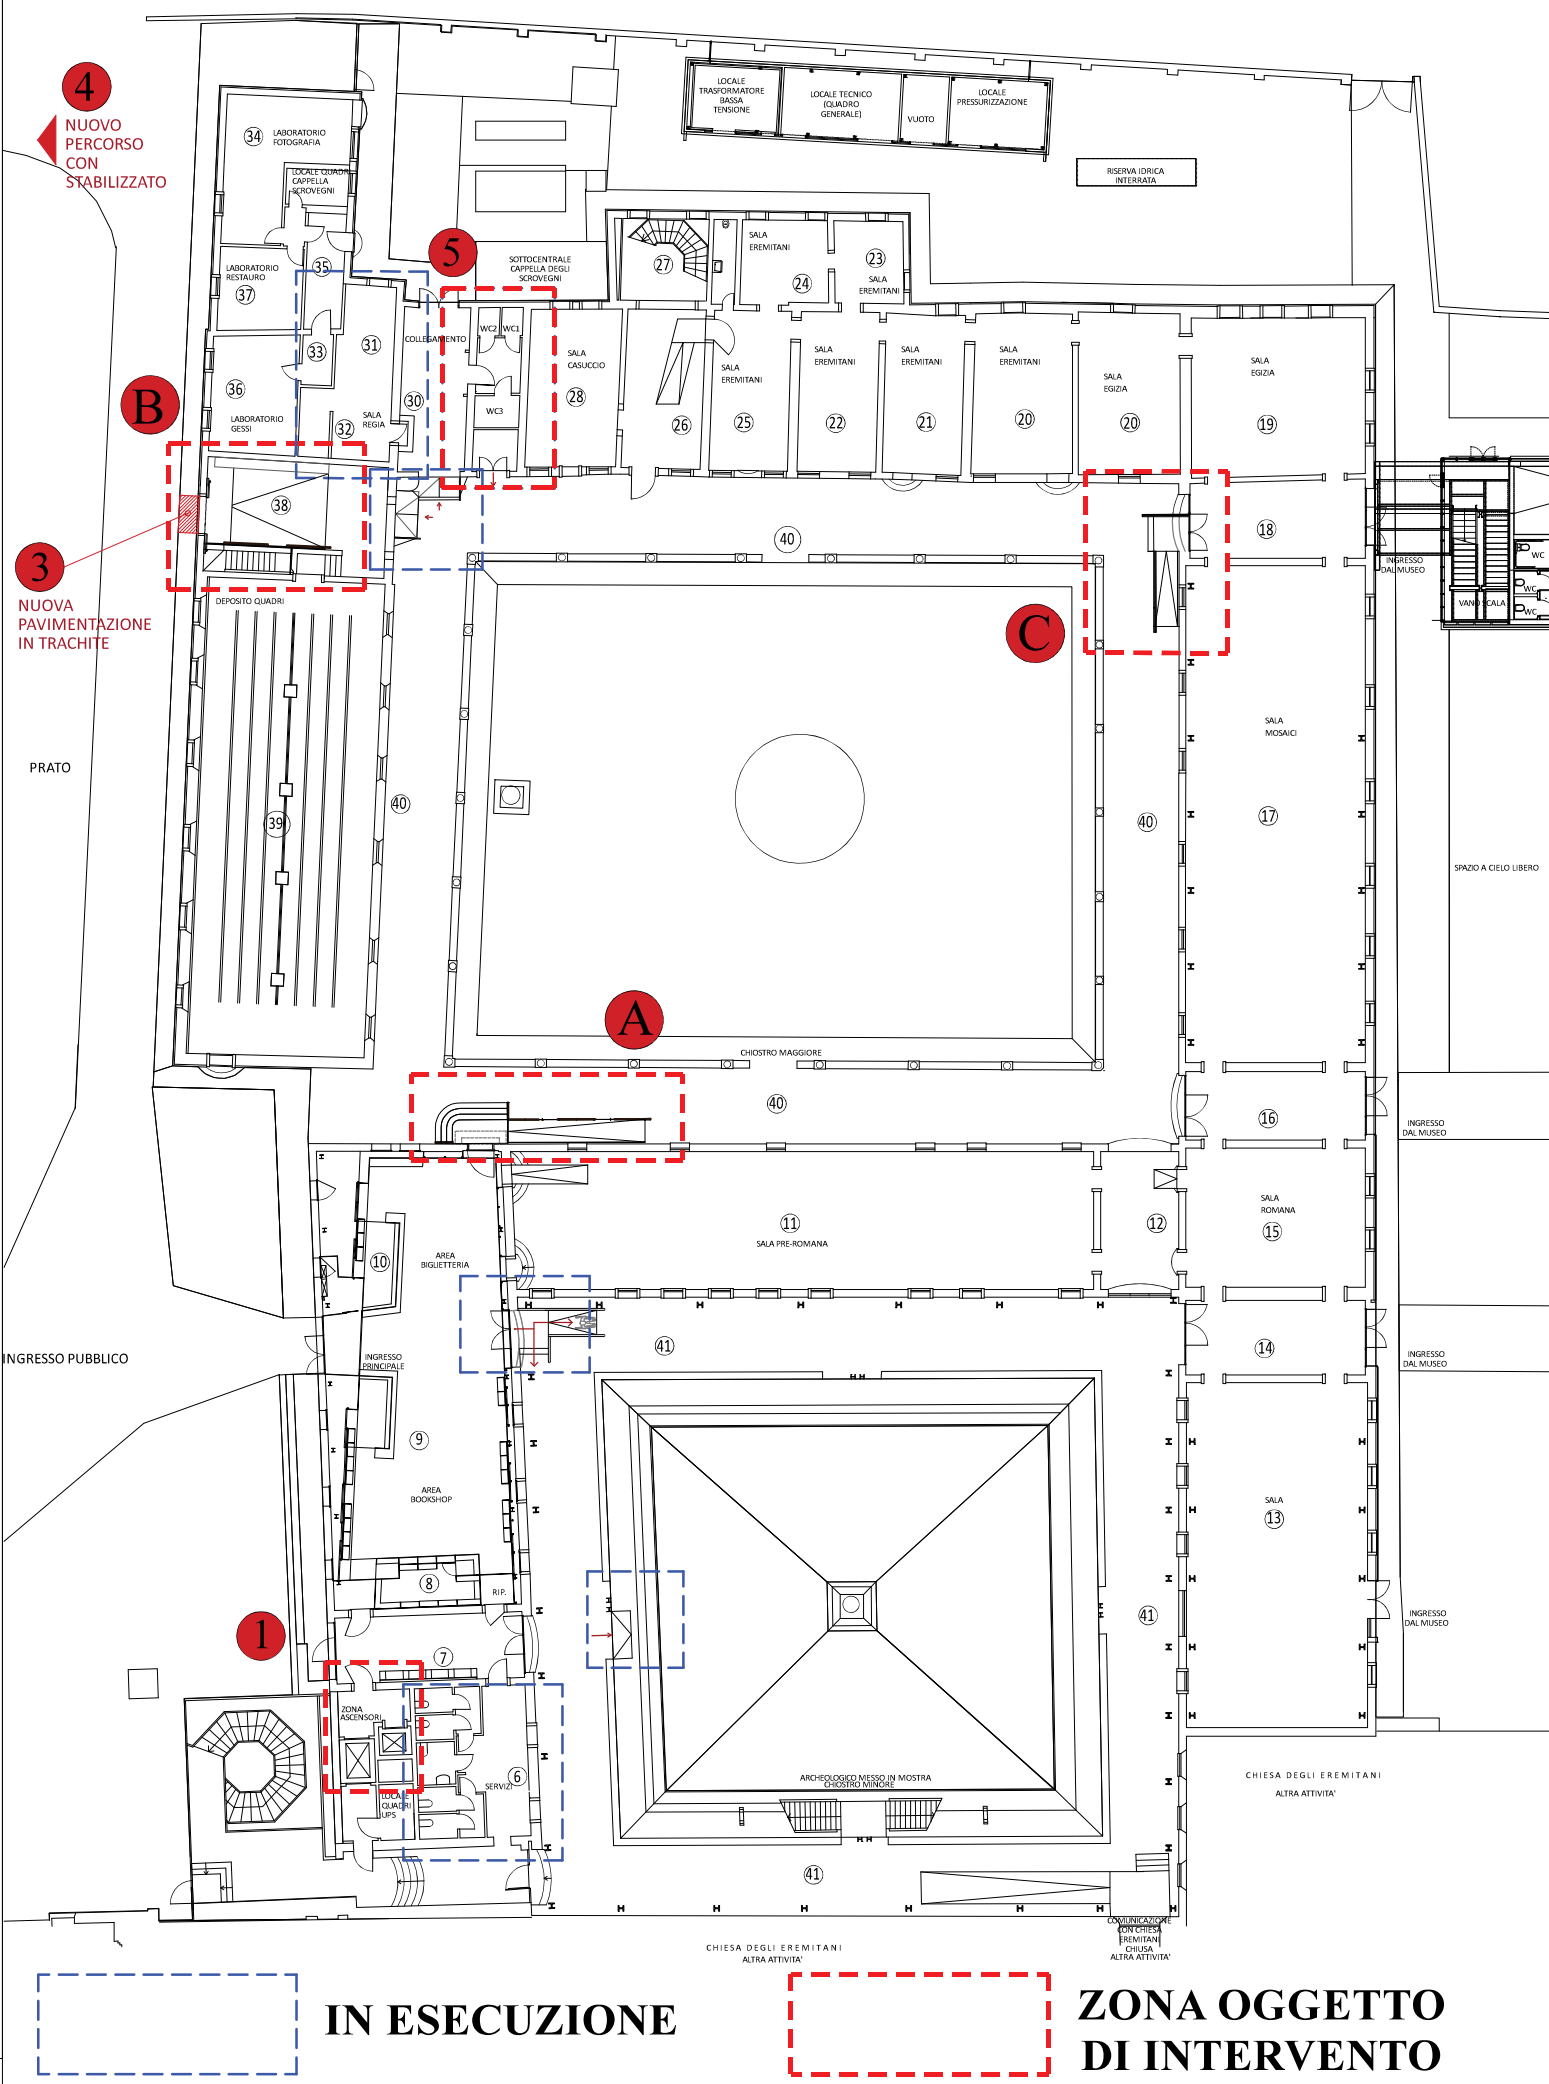 4
NUOVO
PERCORSO
CON
STABILIZZATO
34
LABORATORIO
FOTOGRAFIA
LOCALE QUADRI
CAPPELLA
SCROVEGNI
LOCALE
TRASFORMATORE
BASSA
TENSIONE
LOCALE TECNICO
(QUADRO
GENERALE)
VUOTO
LOCALE
PRESSURIZZAZIONE
RISERVA IDRICA
INTERRATA
5
SOTTOCENTRALE
CAPPELLA DEGLI
SCROVEGNI
27
SALA
EREMITANI
24
23
SALA
EREMITANI
LABORATORIO
RESTAURO
37
35
33
31
COLLEGAMENTO
30
WC2
WC1
WC3
SALA
CASUCCIO
28
26
SALA
EREMITANI
25
SALA
EREMITANI
22
SALA
EREMITANI
21
SALA
EREMITANI
20
SALA
EGIZIA
20
SALA
EGIZIA
19
36
LABORATORIO
GESSI
32
SALA
REGIA
B
38
3
NUOVA
PAVIMENTAZIONE
IN TRACHITE
DEPOSITO QUADRI
40
18
INGRESSO
DAL MUSEO
VANO SCALA
WC
WC
WC
C
PRATO
39
40
40
SALA
MOSAICI
17
SPAZIO A CIELO LIBERO
A
CHIOSTRO MAGGIORE
40
16
INGRESSO
DAL MUSEO
10
AREA
BIGLIETTERIA
11
SALA PRE-ROMANA
12
SALA
ROMANA
15
INGRESSO PUBBLICO
INGRESSO
PRINCIPALE
41
14
INGRESSO
DAL MUSEO
9
AREA
BOOKSHOP
SALA
13
8
RIP.
41
INGRESSO
DAL MUSEO
1
7
ZONA
ASCENSORI
SERVIZI
6
LOCALE
QUADRI
UPS
ARCHEOLOGICO MESSO IN MOSTRA
CHIOSTRO MINORE
CHIESA DEGLI EREMITANI
ALTRA ATTIVITA'
41
COMUNICAZIONE
CON CHIESA
EREMITANI
CHIUSA
ALTRA ATTIVITA'
CHIESA DEGLI EREMITANI
ALTRA ATTIVITA'
IN ESECUZIONE
ZONA OGGETTO
DI INTERVENTO